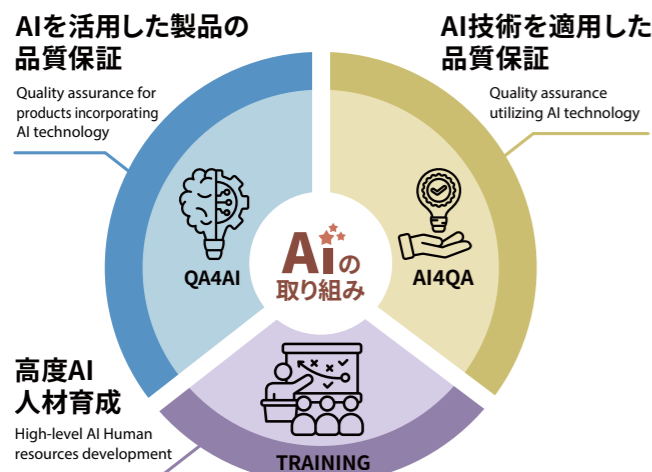 AIを活用した製品の
品質保証
Quality assurance for
products incorporating
AI technology
AI技術を適用した
品質保証
Quality assurance
utilizing AI technology
QA4AI
Aiの
取り組み
AI4QA
高度AI
人材育成
High-level AI Human
resources development
TRAINING